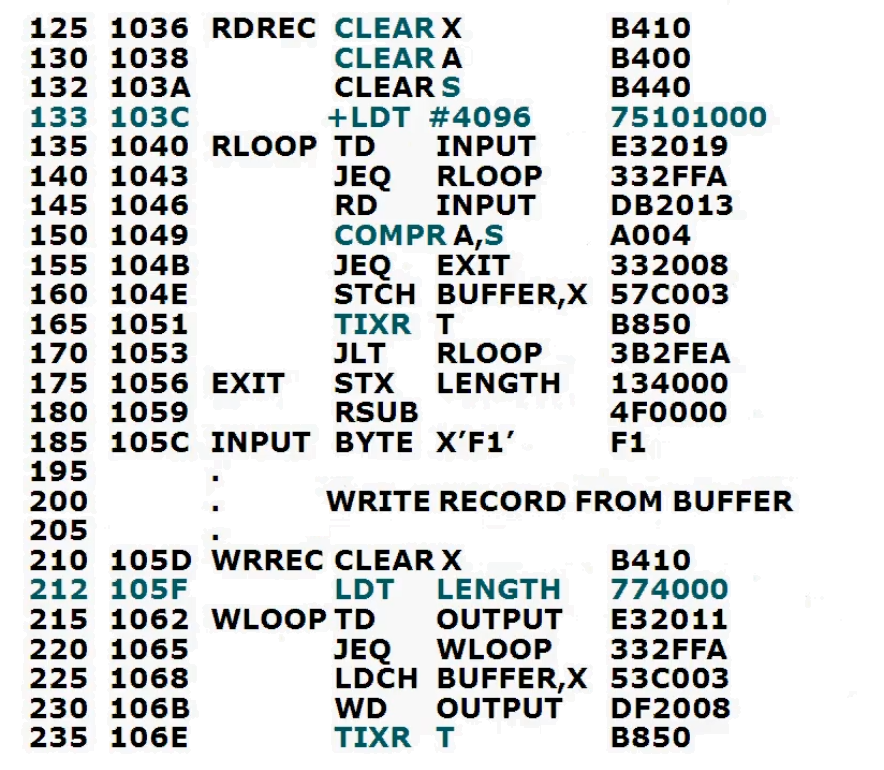 125 1036 RDREC CLEAR X B410
130 1038 CLEAR A B400
132 103A CLEAR S B440
133 103C +LDT #4096 75101000
135 1040 RLOOP TD INPUT E32019
140 1043 JEQ RLOOP 332FFA
145 1046 RD INPUT DB2013
150 1049 COMPR A,S A004
155 104B JEQ EXIT 332008
160 104E STCH BUFFER,X 57C003
165 1051 TIXR T B850
170 1053 JLT RLOOP 3B2FEA
175 1056 EXIT STX LENGTH 134000
180 1059 RSUB 4F0000
185 105C INPUT BYTE X’F1’ F1
195 .
200 . WRITE RECORD FROM BUFFER
205 .
210 105D WRREC CLEAR X B410
212 105F LDT LENGTH 774000
215 1062 WLOOP TD OUTPUT E32011
220 1065 JEQ WLOOP 332FFA
225 1068 LDCH BUFFER,X 53C003
230 106B WD OUTPUT DF2008
235 106E TIXR T B850